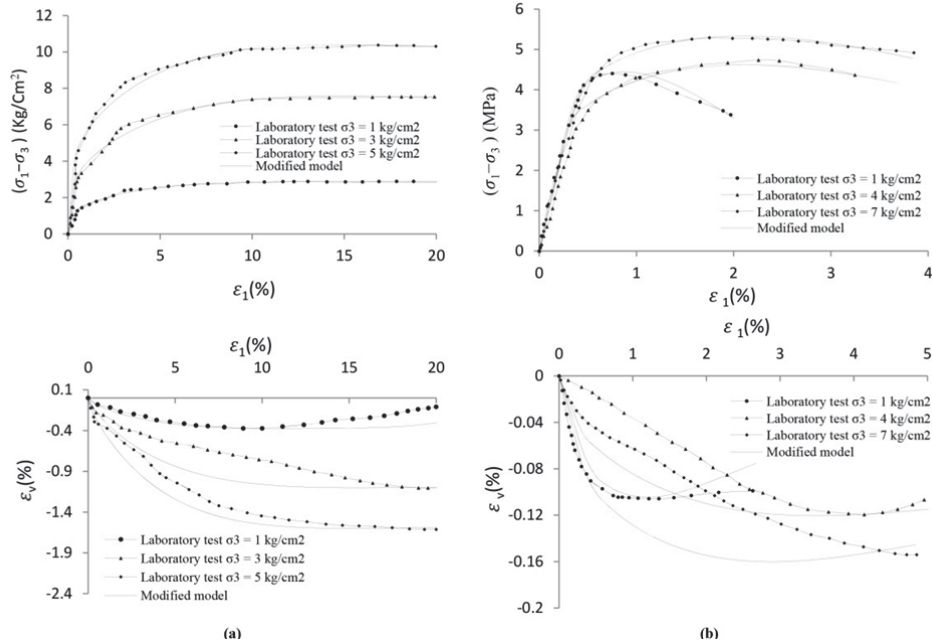 12
10
8
6
4
2
0
(σ₁-σ₃ ) (Kg/Cm²)
Laboratory test σ3 = 1 kg/cm2
Laboratory test σ3 = 3 kg/cm2
Laboratory test σ3 = 5 kg/cm2
Modified model
0 5 10 15 20
ε₁(%)
6
5
4
3
2
1
0
(σ₁-σ₃ ) (MPa)
Laboratory test σ3 = 1 kg/cm2
Laboratory test σ3 = 4 kg/cm2
Laboratory test σ3 = 7 kg/cm2
Modified model
0 1 2 3 4
ε ₁(%)
ε₁(%)
0 5 10 15 20
0.1
-0.4
-0.9
-1.4
-1.9
-2.4
εᵥ(%)
Laboratory test σ3 = 1 kg/cm2
Laboratory test σ3 = 3 kg/cm2
Laboratory test σ3 = 5 kg/cm2
Modified model
(a)
ε ₁(%)
0 1 2 3 4 5
0
-0.04
-0.08
-0.12
-0.16
-0.2
ε ᵥ(%)
Laboratory test σ3 = 1 kg/cm2
Laboratory test σ3 = 4 kg/cm2
Laboratory test σ3 = 7 kg/cm2
Modified model
(b)